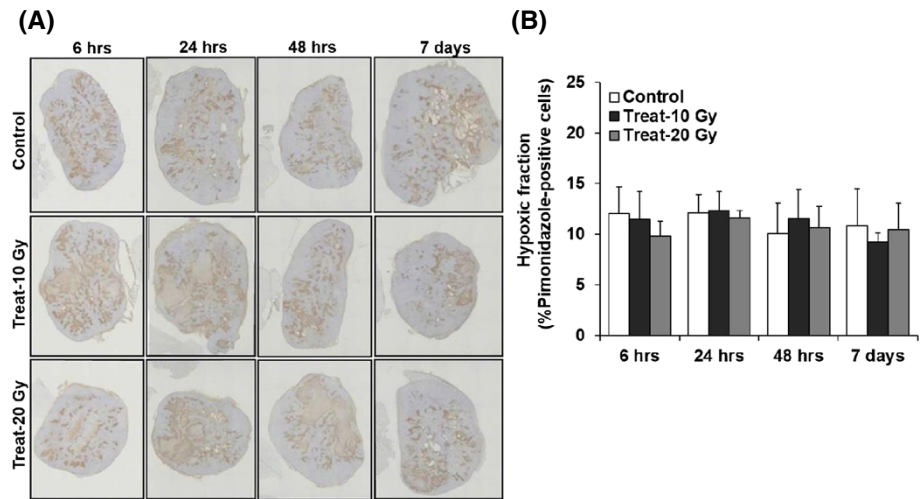 (A)
6 hrs 24 hrs 48 hrs 7 days
Control
Treat-10 Gy
Treat-20 Gy
(B)
Hypoxic fraction
(%Pimonidazole-positive cells)
25
20
15
10
5
0
Control
Treat-10 Gy
Treat-20 Gy
6 hrs 24 hrs 48 hrs 7 days